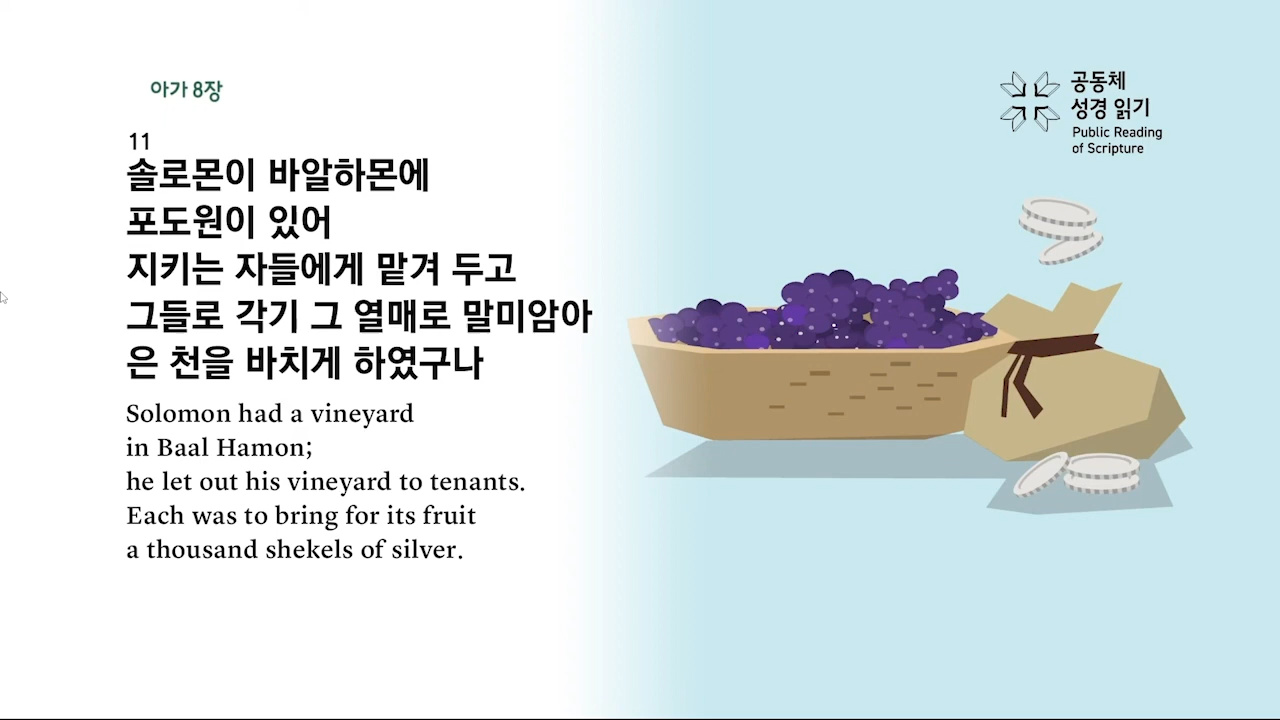 아가 8장
공동체
성경 읽기
Public Reading
of Scripture
11
솔로몬이 바알하몬에
포도원이 있어
지키는 자들에게 맡겨 두고
그들로 각기 그 열매로 말미암아
은 천을 바치게 하였구나
Solomon had a vineyard
in Baal Hamon;
he let out his vineyard to tenants.
Each was to bring for its fruit
a thousand shekels of silver.